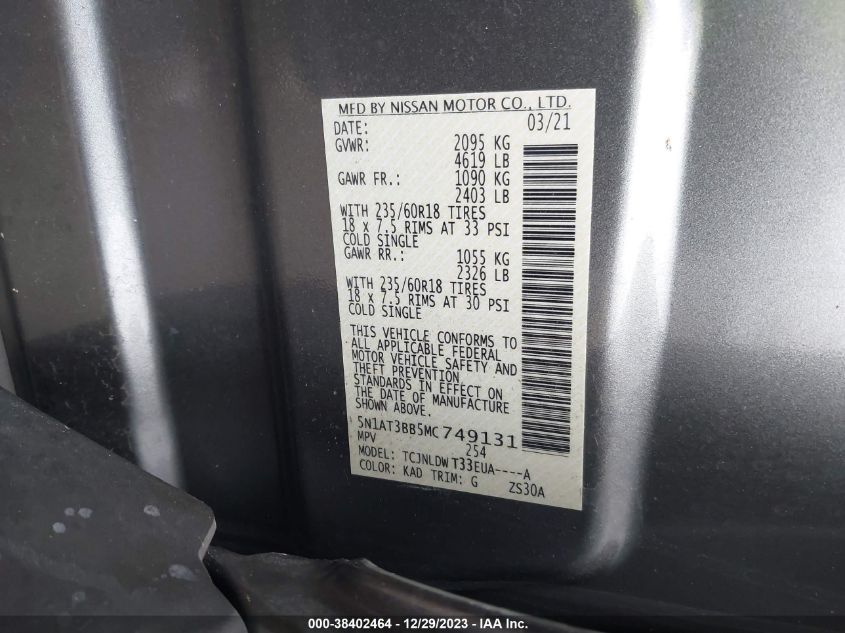 MFD BY NISSAN MOTOR CO., LTD.
DATE: 03/21
GVWR: 2095 KG
4619 LB
GAWR FR.: 1090 KG
2403 LB
WITH 235/60R18 TIRES
18 x 7.5 RIMS AT 33 PSI
COLD SINGLE
GAWR RR.: 1055 KG
2326 LB
WITH 235/60R18 TIRES
18 x 7.5 RIMS AT 30 PSI
COLD SINGLE
THIS VEHICLE CONFORMS TO
ALL APPLICABLE FEDERAL
MOTOR VEHICLE SAFETY AND
THEFT PREVENTION
STANDARDS IN EFFECT ON
THE DATE OF MANUFACTURE
SHOWN ABOVE.
5N1AT3BB5MC749131
MPV 254
MODEL: TCJNLDW T33EUA----A
COLOR: KAD TRIM: G ZS30A
000-38402464 - 12/29/2023 - IAA Inc.